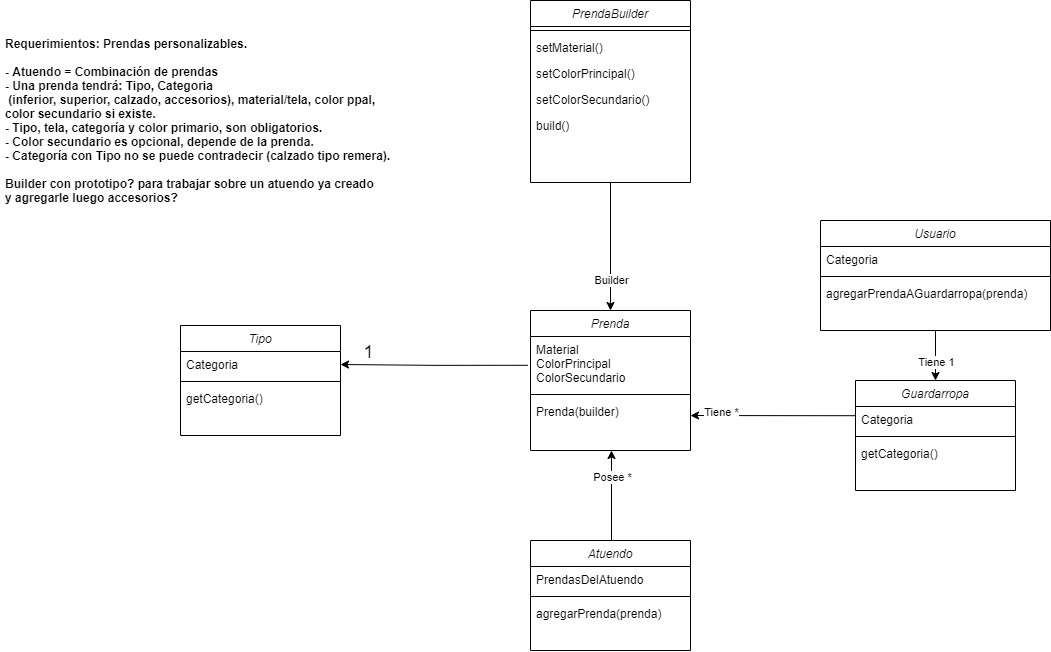 Requerimientos: Prendas personalizables.
- Atuendo = Combinación de prendas
- Una prenda tendrá: Tipo, Categoria
(inferior, superior, calzado, accesorios), material/tela, color ppal,
color secundario si existe.
- Tipo, tela, categoría y color primario, son obligatorios.
- Color secundario es opcional, depende de la prenda.
- Categoría con Tipo no se puede contradecir (calzado tipo remera).
Builder con prototipo? para trabajar sobre un atuendo ya creado
y agregarle luego accesorios?
PrendaBuilder
setMaterial()
setColorPrincipal()
setColorSecundario()
build()
Builder
Usuario
Categoria
agregarPrendaAGuardarropa(prenda)
Tiene 1
Tipo
Categoria
getCategoria()
1
Prenda
Material
ColorPrincipal
ColorSecundario
Prenda(builder)
Tiene *
Guardarropa
Categoria
getCategoria()
Posee *
Atuendo
PrendasDelAtuendo
agregarPrenda(prenda)